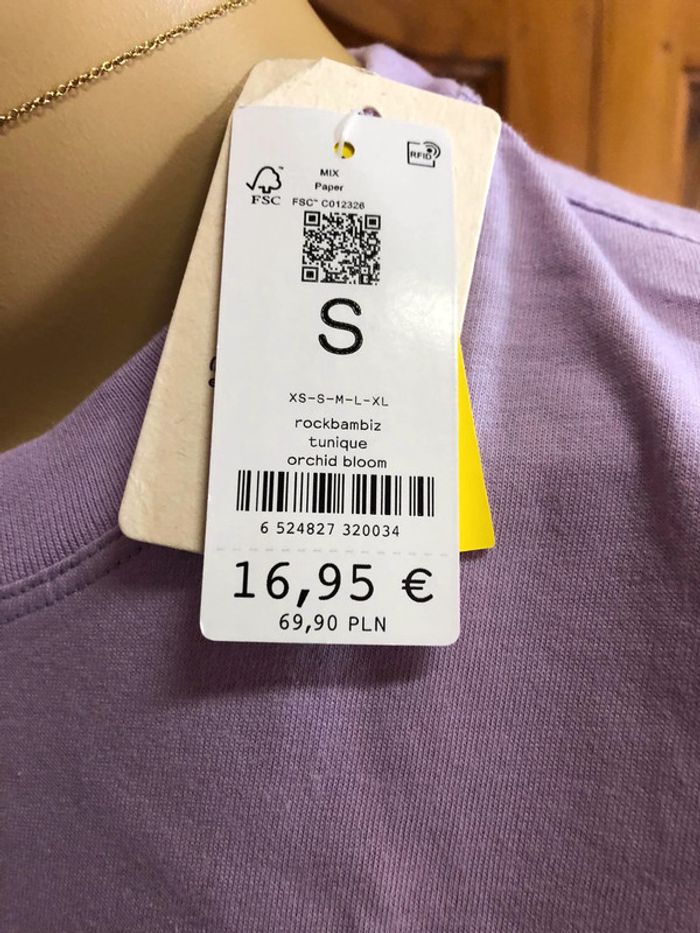 RFID
MIX
Paper
FSC™ C012326
FSC
S
XS-S-M-L-XL
rockbambiz
tunique
orchid bloom
6 524827 320034
16,95 €
69,90 PLN